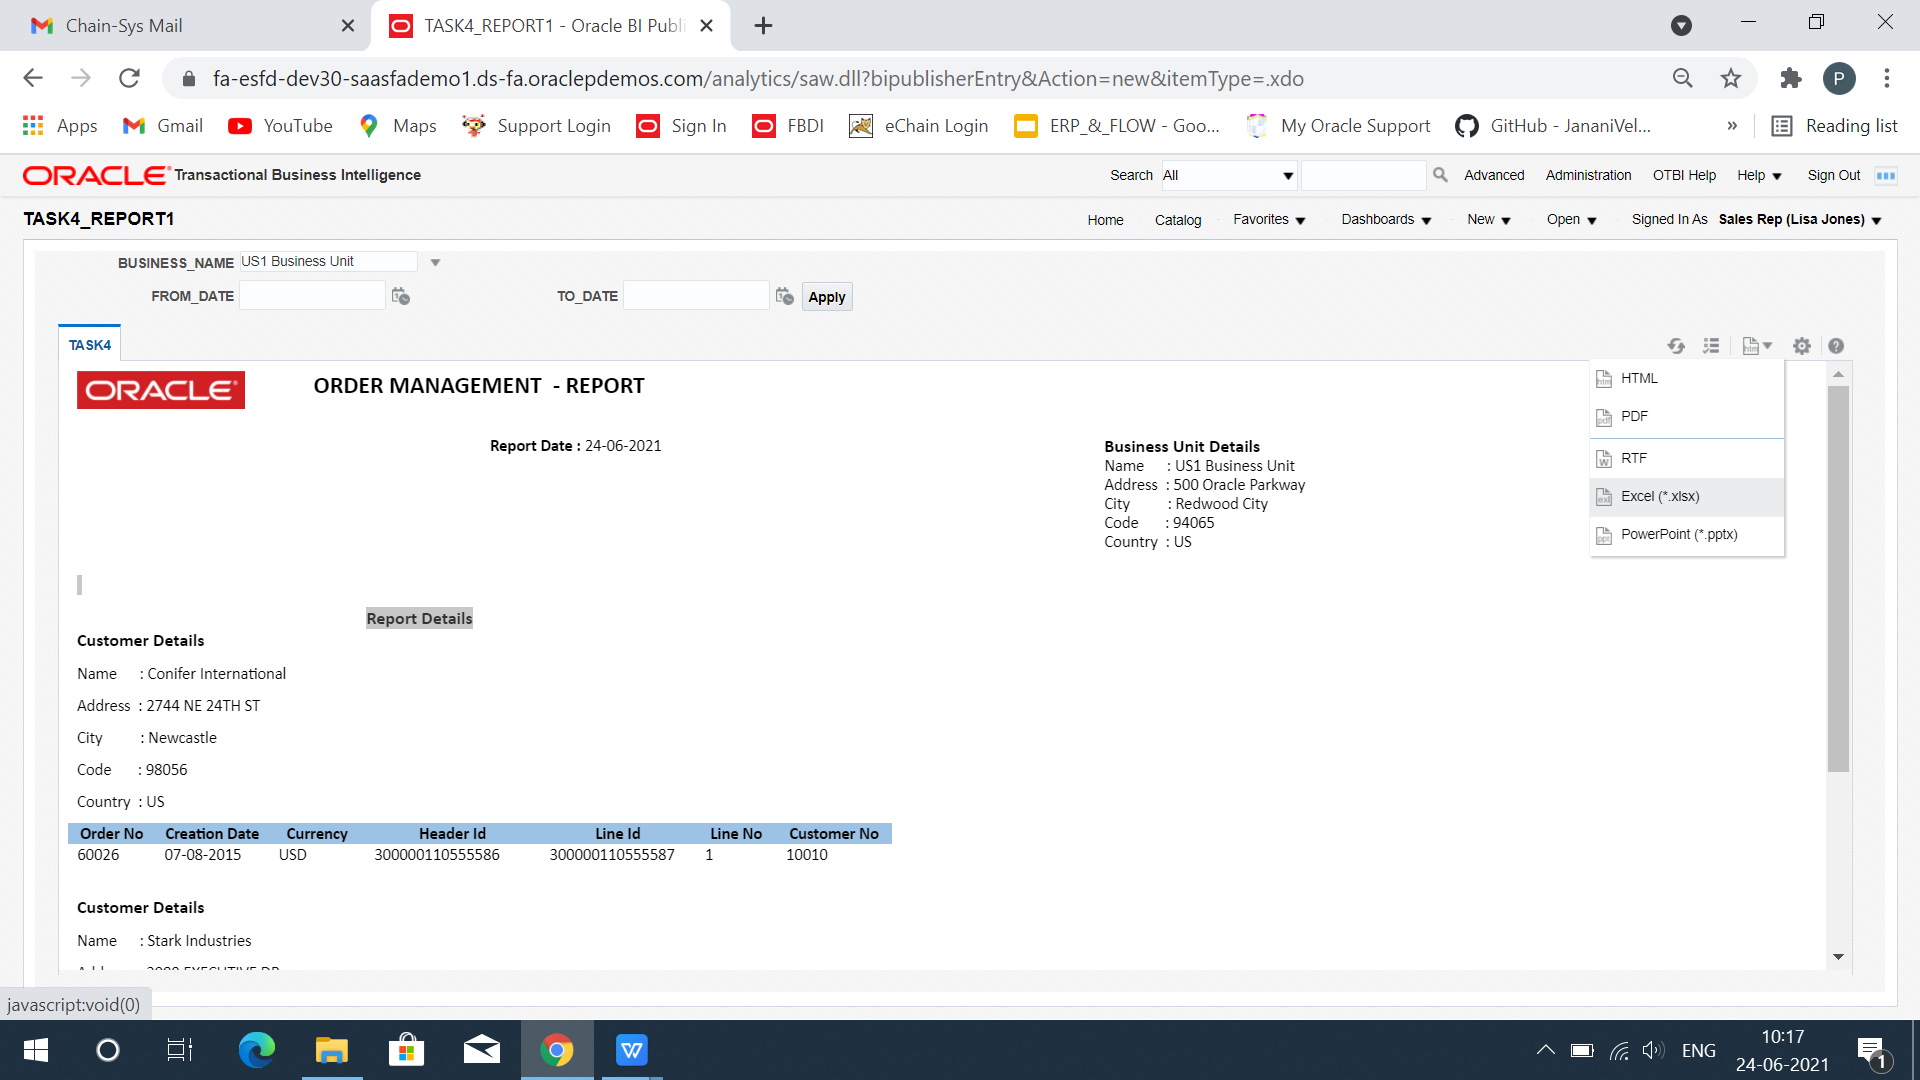 Chain-Sys Mail
TASK4_REPORT1 - Oracle BI Publi
fa-esfd-dev30-saasfademo1.ds-fa.oraclepdemos.com/analytics/saw.dll?bipublisherEntry&Action=new&itemType=.xdo
P
Apps Gmail YouTube Maps Support Login Sign In FBDI eChain Login ERP_&_FLOW - Goo... My Oracle Support GitHub - JananiVel... » Reading list
ORACLE Transactional Business Intelligence
Search All Advanced Administration OTBI Help Help Sign Out
TASK4_REPORT1
Home Catalog Favorites Dashboards New Open Signed In As Sales Rep (Lisa Jones)
BUSINESS_NAME US1 Business Unit
FROM_DATE TO_DATE Apply
TASK4
HTML
PDF
RTF
Excel (*.xlsx)
PowerPoint (*.pptx)
ORACLE ORDER MANAGEMENT - REPORT
Report Date : 24-06-2021
Business Unit Details
Name : US1 Business Unit
Address : 500 Oracle Parkway
City : Redwood City
Code : 94065
Country : US
Report Details
Customer Details
Name : Conifer International
Address : 2744 NE 24TH ST
City : Newcastle
Code : 98056
Country : US
Order No Creation Date Currency Header Id Line Id Line No Customer No
60026 07-08-2015 USD 300000110555586 300000110555587 1 10010
Customer Details
Name : Stark Industries
javascript:void(0)
W
ENG
10:17
24-06-2021
1